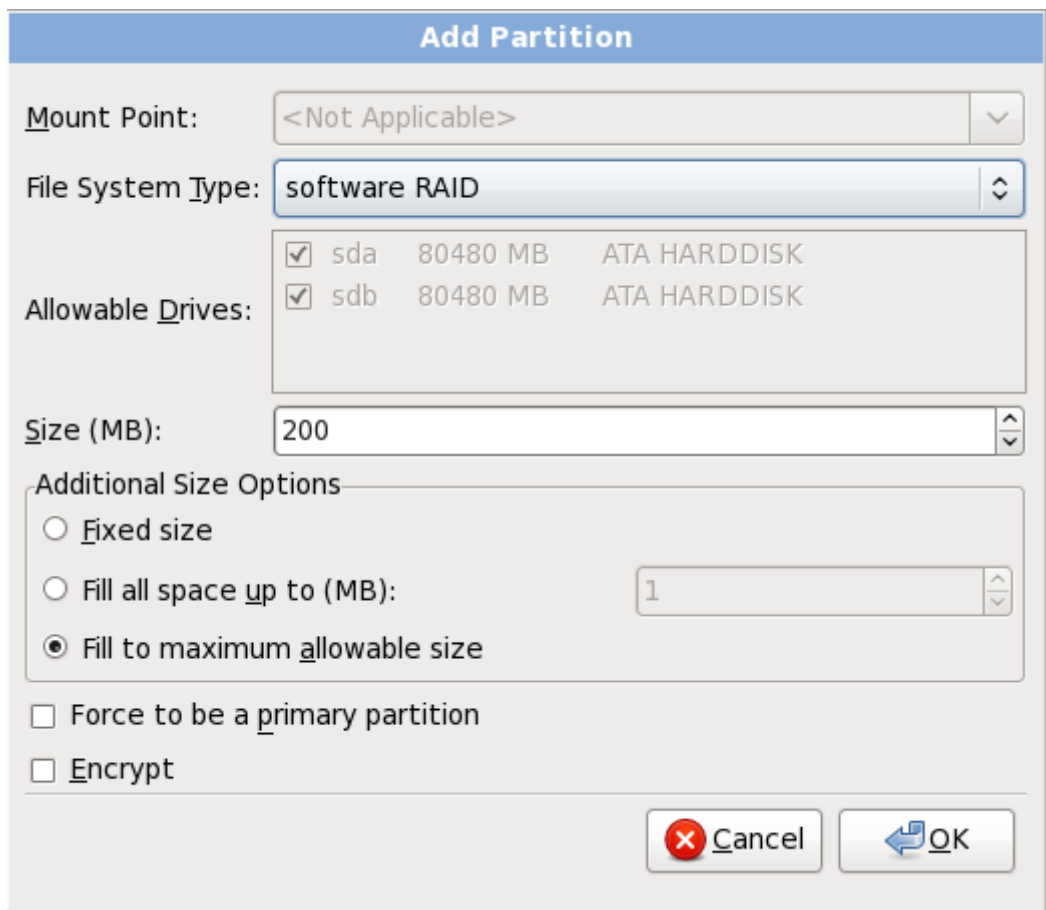 Add Partition
Mount Point: <Not Applicable>
File System Type: software RAID
sda 80480 MB ATA HARDDISK
sdb 80480 MB ATA HARDDISK
Allowable Drives:
Size (MB): 200
Additional Size Options
Fixed size
Fill all space up to (MB): 1
Fill to maximum allowable size
Force to be a primary partition
Encrypt
Cancel OK